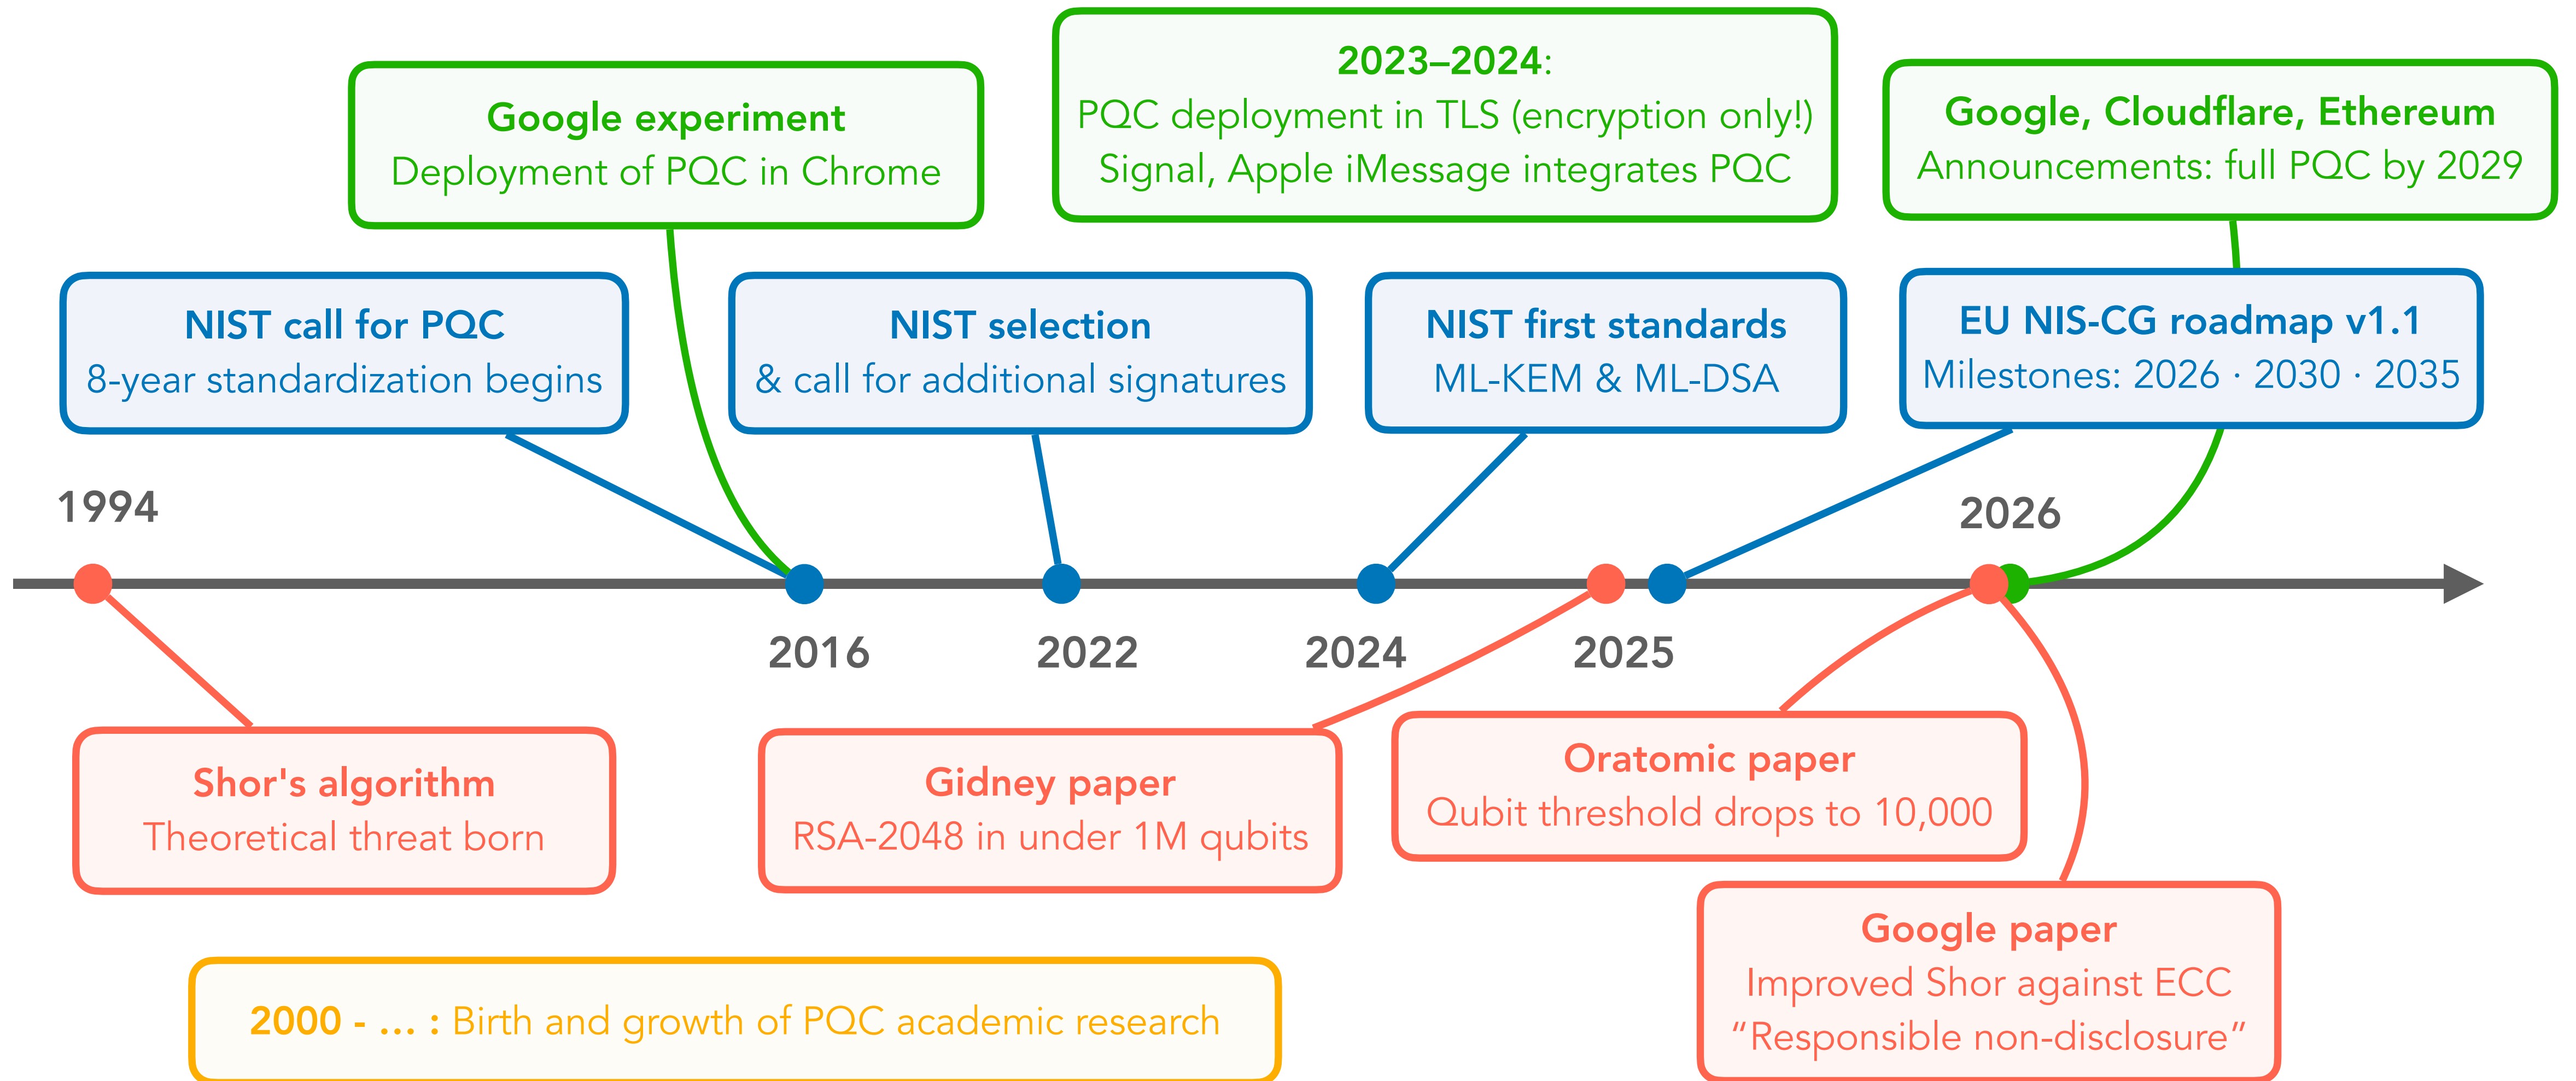 2023–2024:
PQC deployment in TLS (encryption only!)
Signal, Apple iMessage integrates PQC
Google experiment
Deployment of PQC in Chrome
Google, Cloudflare, Ethereum
Announcements: full PQC by 2029
NIST call for PQC
8-year standardization begins
NIST selection
& call for additional signatures
NIST first standards
ML-KEM & ML-DSA
EU NIS-CG roadmap v1.1
Milestones: 2026 · 2030 · 2035
1994
2026
2016
2022
2024
2025
Shor's algorithm
Theoretical threat born
Gidney paper
RSA-2048 in under 1M qubits
Oratomic paper
Qubit threshold drops to 10,000
Google paper
Improved Shor against ECC
“Responsible non-disclosure”
2000 - ... : Birth and growth of PQC academic research